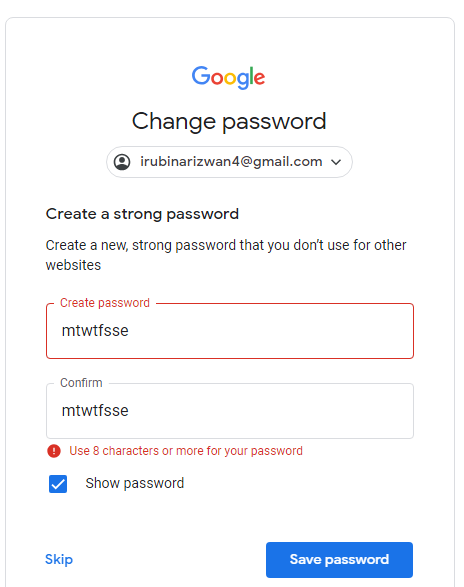 Google
Change password
irubinarizwan4@gmail.com
Create a strong password
Create a new, strong password that you don't use for other
websites
Create password
mtwtfsse
Confirm
mtwtfsse
Use 8 characters or more for your password
Show password
Skip
Save password